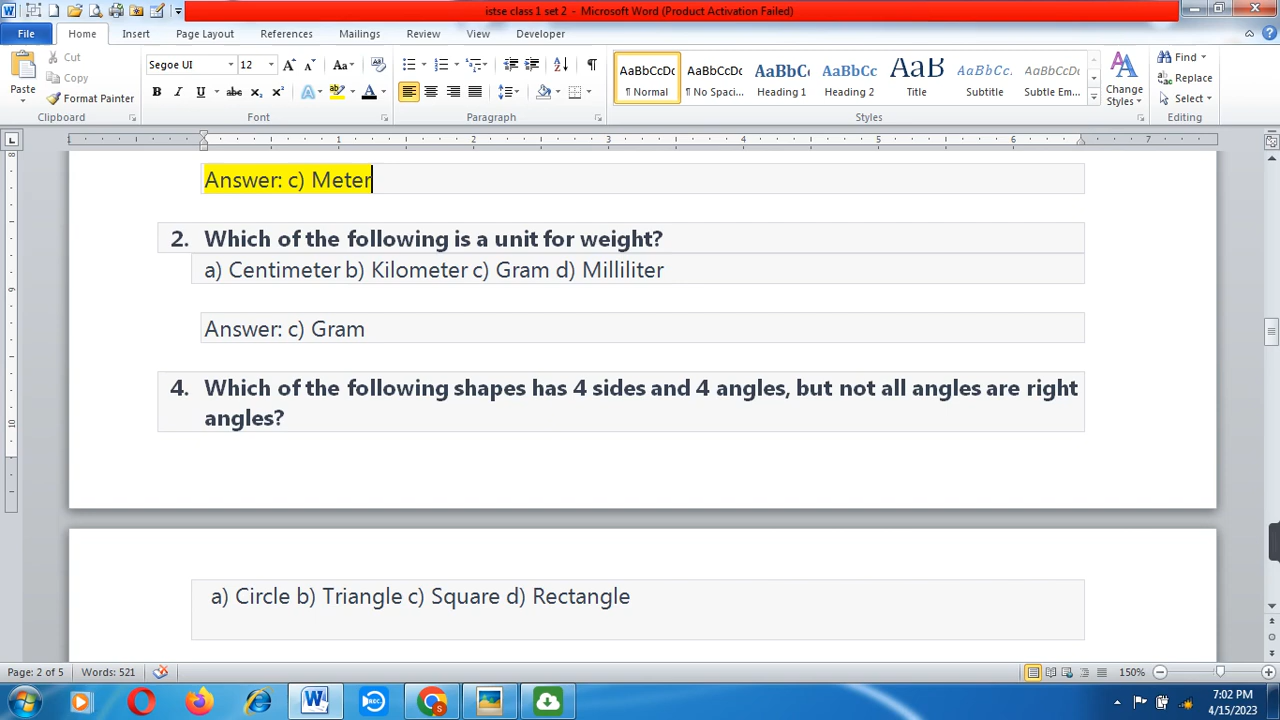 istse class 1 set 2 - Microsoft Word (Product Activation Failed)
File Home Insert Page Layout References Mailings Review View Developer
Cut
Copy
Format Painter
Paste
Segoe UI 12
AaBbCcDc AaBbCcDc AaBbCc AaBbCc AaB AaBbCc. AaBbCcDc
¶ Normal ¶ No Spaci... Heading 1 Heading 2 Title Subtitle Subtle Em...
Change
Styles
Find
Replace
Select
Clipboard Font Paragraph Styles Editing
Answer: c) Meter
2. Which of the following is a unit for weight?
a) Centimeter b) Kilometer c) Gram d) Milliliter
Answer: c) Gram
4. Which of the following shapes has 4 sides and 4 angles, but not all angles are right
angles?
a) Circle b) Triangle c) Square d) Rectangle
Page: 2 of 5 Words: 521 150%
7:02 PM
4/15/2023